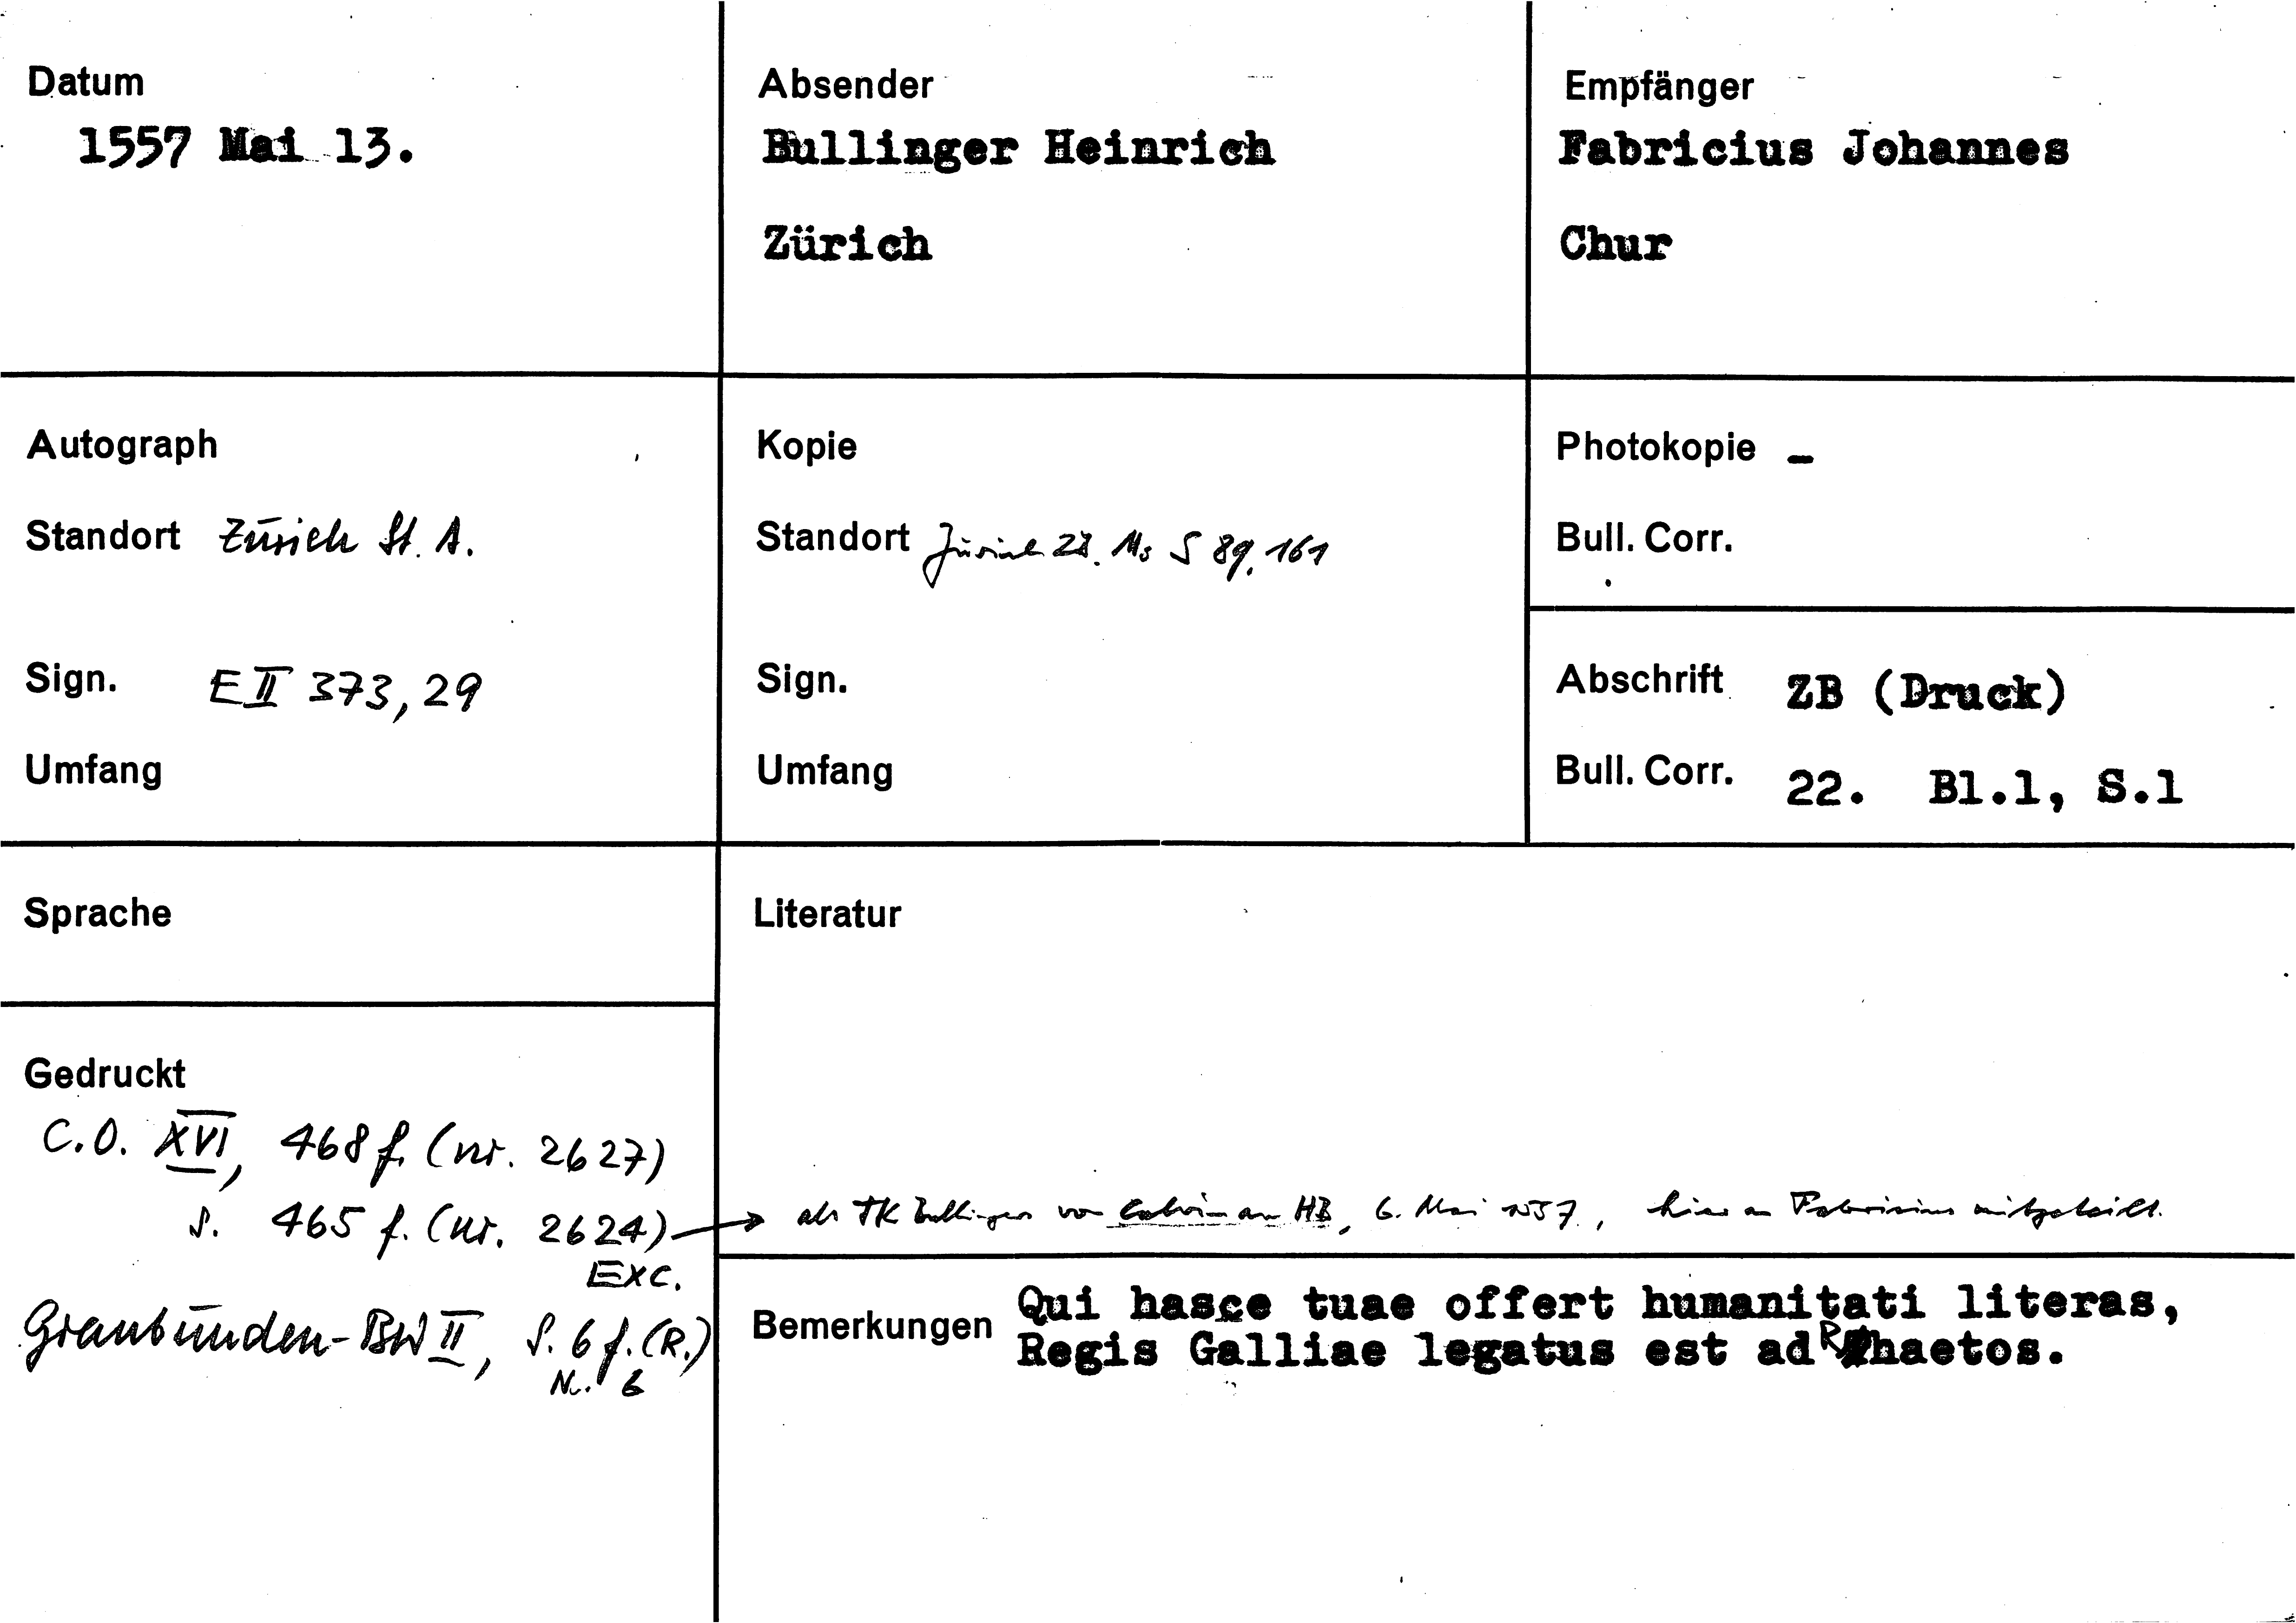 Datum
1557 Mai 13.
Absender
Bullinger Heinrich
Zürich
Empfänger
Fabricius Johannes
Chur
Autograph
Standort Zürich St. A.
Sign. E II 373, 29
Umfang
Kopie
Standort Zürich ZB. Ms S 89, 161
Sign.
Umfang
Photokopie -
Bull. Corr.
Abschrift ZB (Druck)
Bull. Corr. 22. Bl.1, S.1
Sprache
Literatur
Gedruckt
C.O. XVI, 468 f. (nr. 2627)
S. 465 f. (nr. 2624) → als TK Bullingers von Calvin an HB, 6. Mai 1557, hier an Fabricius mitgeteilt.
Exc.
Graubünden-BW II, S. 6 f. (R.)
Nr. 6
Bemerkungen Qui hasce tuae offert humanitati literas,
Regis Galliae legatus est ad Rhaetos.